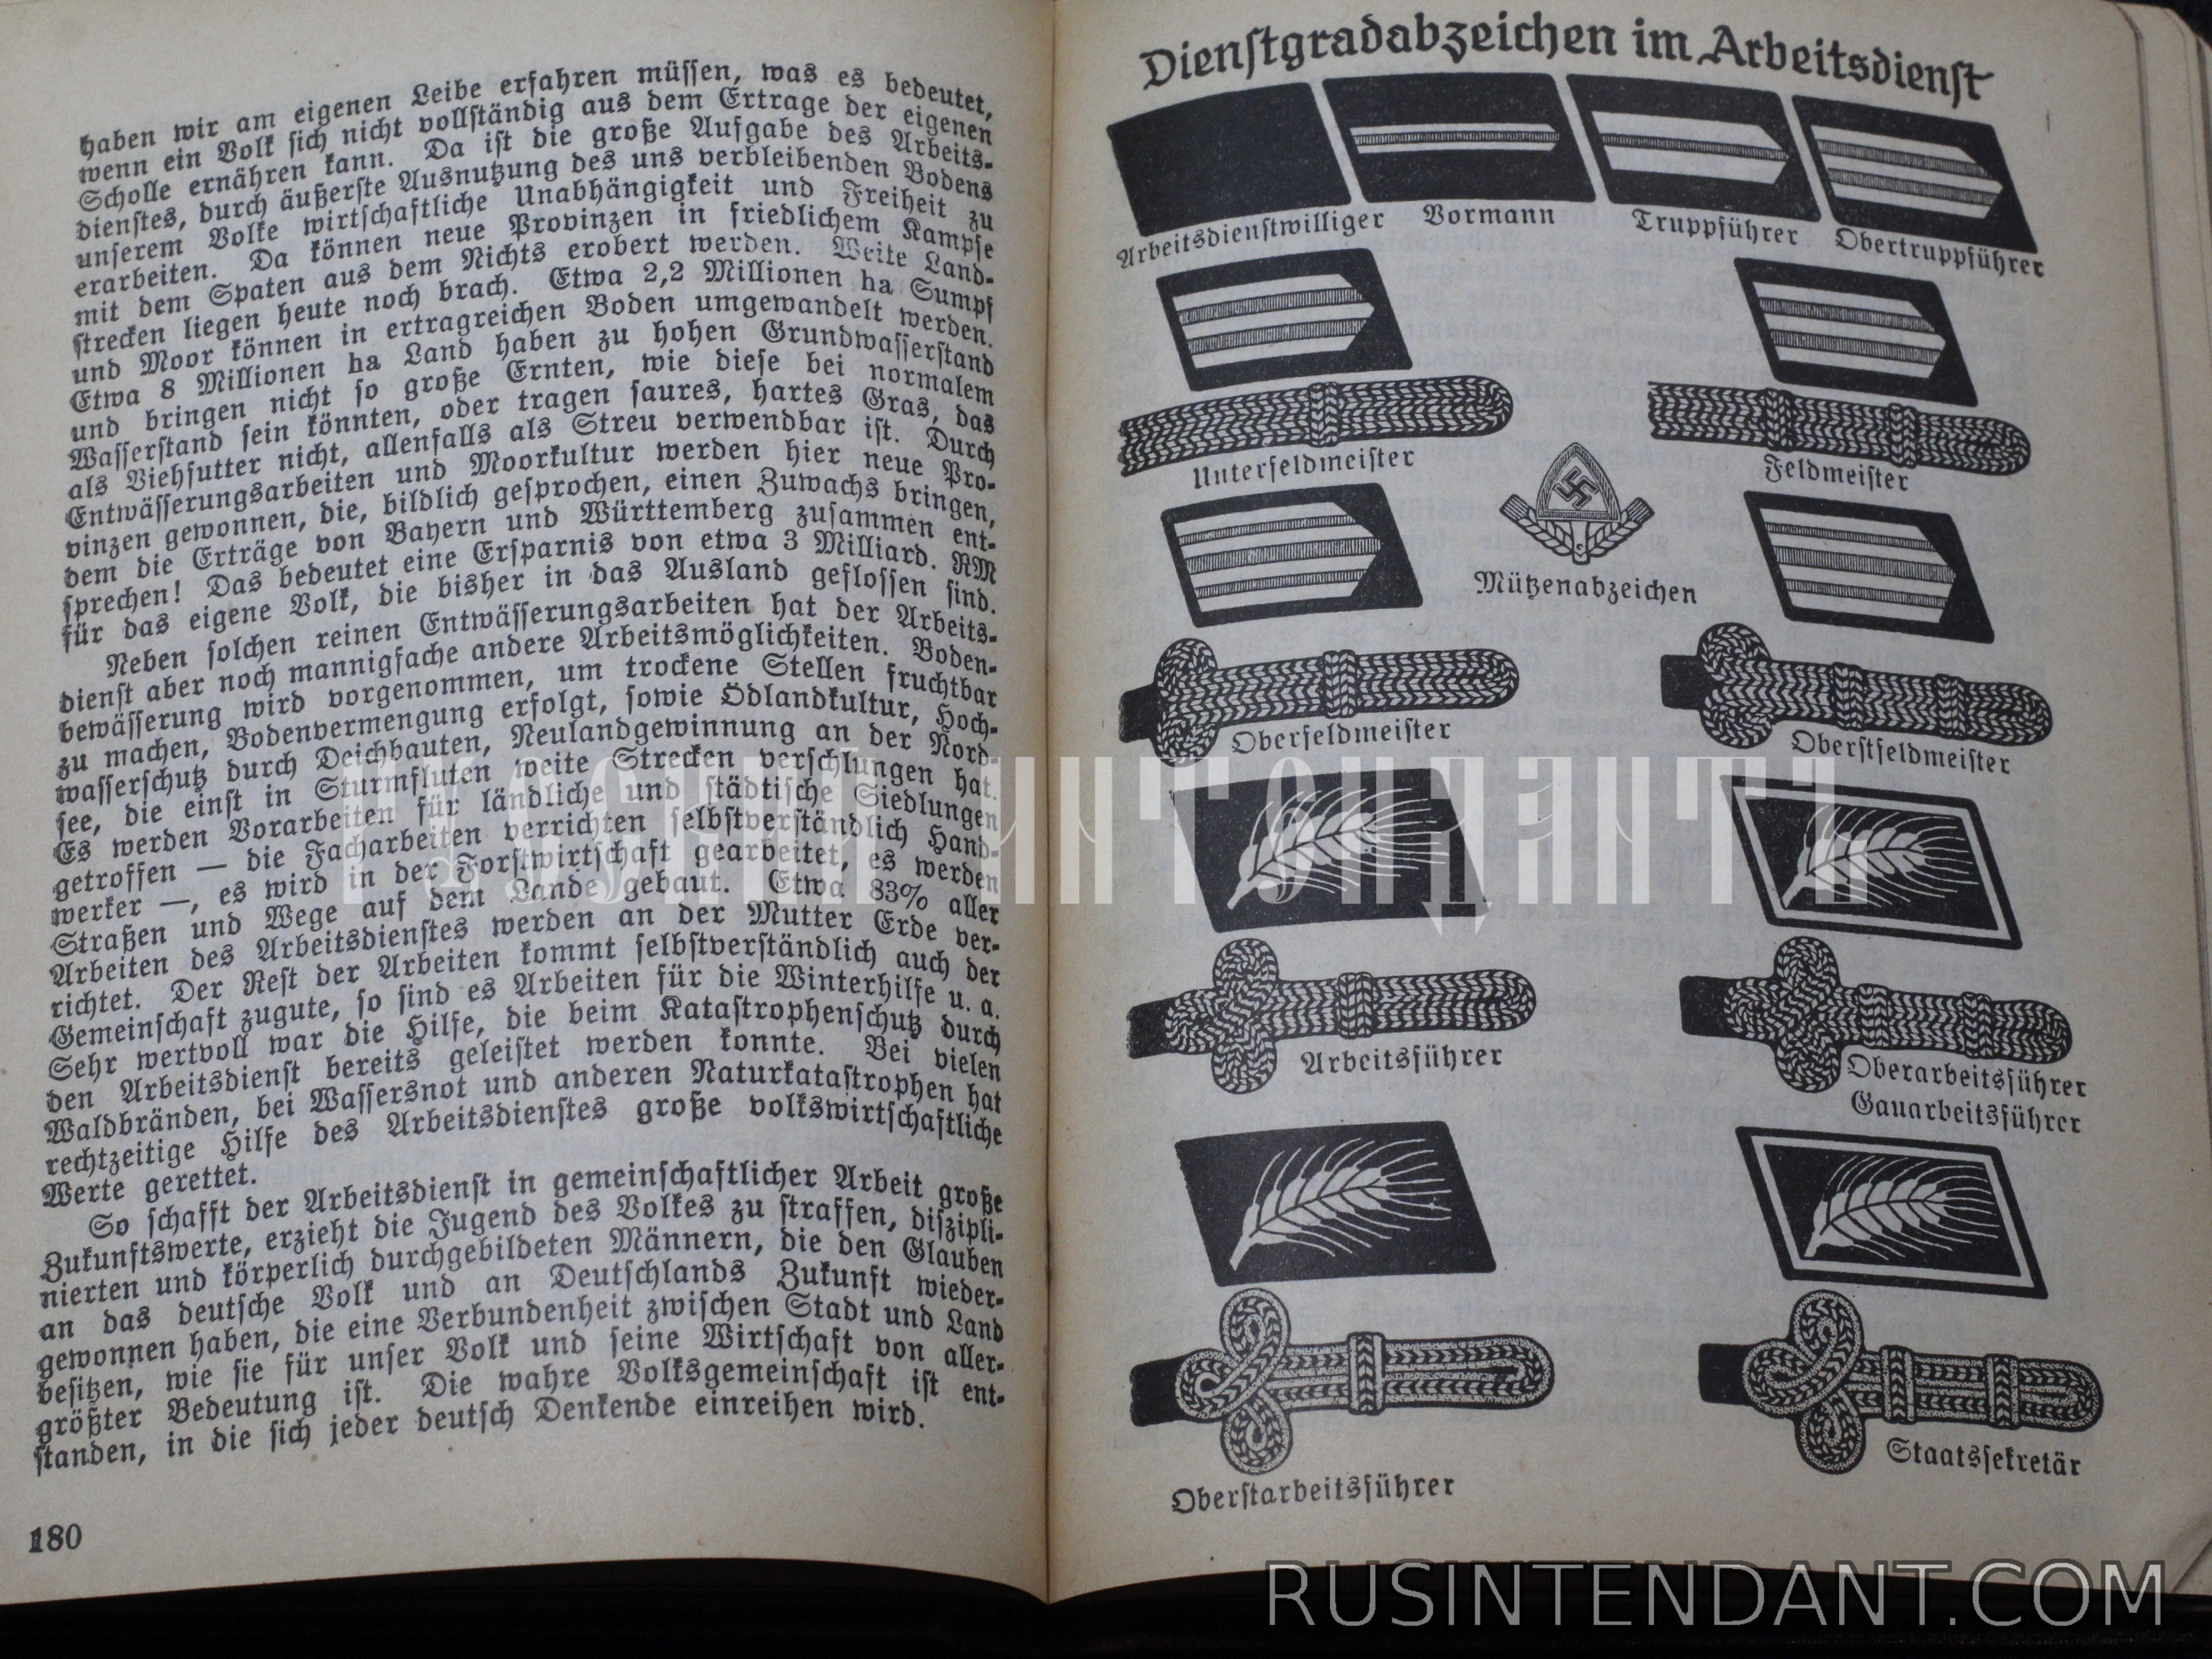 haben wir am eigenen Leibe erfahren müssen, was es bedeutet,
wenn ein Volk sich nicht vollständig aus dem Ertrage der eigenen
Scholle ernähren kann. Da ist die große Aufgabe des Arbeits-
dienstes, durch äußerste Ausnutzung des uns verbleibenden Bodens
unserem Volke wirtschaftliche Unabhängigkeit und Freiheit zu
erarbeiten. Da können neue Provinzen in friedlichem Kampfe
mit dem Spaten aus dem Nichts erobert werden. Weite Land-
strecken liegen heute noch brach. Etwa 2,2 Millionen ha Sumpf
und Moor können in ertragreichen Boden umgewandelt werden.
Etwa 8 Millionen ha Land haben zu hohen Grundwasserstand
und bringen nicht so große Ernten, wie diese bei normalem
Wasserstand sein könnten, oder tragen saures, hartes Gras, das
als Viehfutter nicht, allenfalls als Streu verwendbar ist. Durch
Entwässerungsarbeiten und Moorkultur werden hier neue Pro-
vinzen gewonnen, die, bildlich gesprochen, einen Zuwachs bringen,
dem die Erträge von Bayern und Württemberg zusammen ent-
sprechen! Das bedeutet eine Ersparnis von etwa 3 Milliard. RM
für das eigene Volk, die bisher in das Ausland geflossen sind.
Neben solchen reinen Entwässerungsarbeiten hat der Arbeits-
dienst aber noch mannigfache andere Arbeitsmöglichkeiten. Boden-
bewässerung wird vorgenommen, um trockene Stellen fruchtbar
zu machen, Bodenvermengung erfolgt, sowie Ödlandkultur, Hoch-
wasserschutz durch Deichbauten, Neulandgewinnung an der Nord-
see, die einst in Sturmfluten weite Strecken verschlungen hat.
Es werden Vorarbeiten für ländliche und städtische Siedlungen
getroffen — die Facharbeiten verrichten selbstverständlich Hand-
werker —, es wird in der Forstwirtschaft gearbeitet, es werden
Straßen und Wege auf dem Lande gebaut. Etwa 83% aller
Arbeiten des Arbeitsdienstes werden an der Mutter Erde ver-
richtet. Der Rest der Arbeiten kommt selbstverständlich auch der
Gemeinschaft zugute, so sind es Arbeiten für die Winterhilfe u. a.
Sehr wertvoll war die Hilfe, die beim Katastrophenschutz durch
den Arbeitsdienst bereits geleistet werden konnte. Bei vielen
Waldbränden, bei Wassersnot und anderen Naturkatastrophen hat
rechtzeitige Hilfe des Arbeitsdienstes große volkswirtschaftliche
Werte gerettet.
So schafft der Arbeitsdienst in gemeinschaftlicher Arbeit große
Zukunftswerte, erzieht die Jugend des Volkes zu straffen, diszipli-
nierten und körperlich durchgebildeten Männern, die den Glauben
an das deutsche Volk und an Deutschlands Zukunft wieder-
gewonnen haben, die eine Verbundenheit zwischen Stadt und Land
besitzen, wie sie für unser Volk und seine Wirtschaft von aller-
größter Bedeutung ist. Die wahre Volksgemeinschaft ist ent-
standen, in die sich jeder deutsch Denkende einreihen wird.
180
Dienstgradabzeichen im Arbeitsdienst
Arbeitsdienstwilliger Vormann Truppführer Obertruppführer
Unterfeldmeister Feldmeister
Mützenabzeichen
Oberfeldmeister Oberstfeldmeister
Arbeitsführer Oberarbeitsführer
Gauarbeitsführer
Oberstarbeitsführer Staatssekretär
RUSINTENDANT.COM